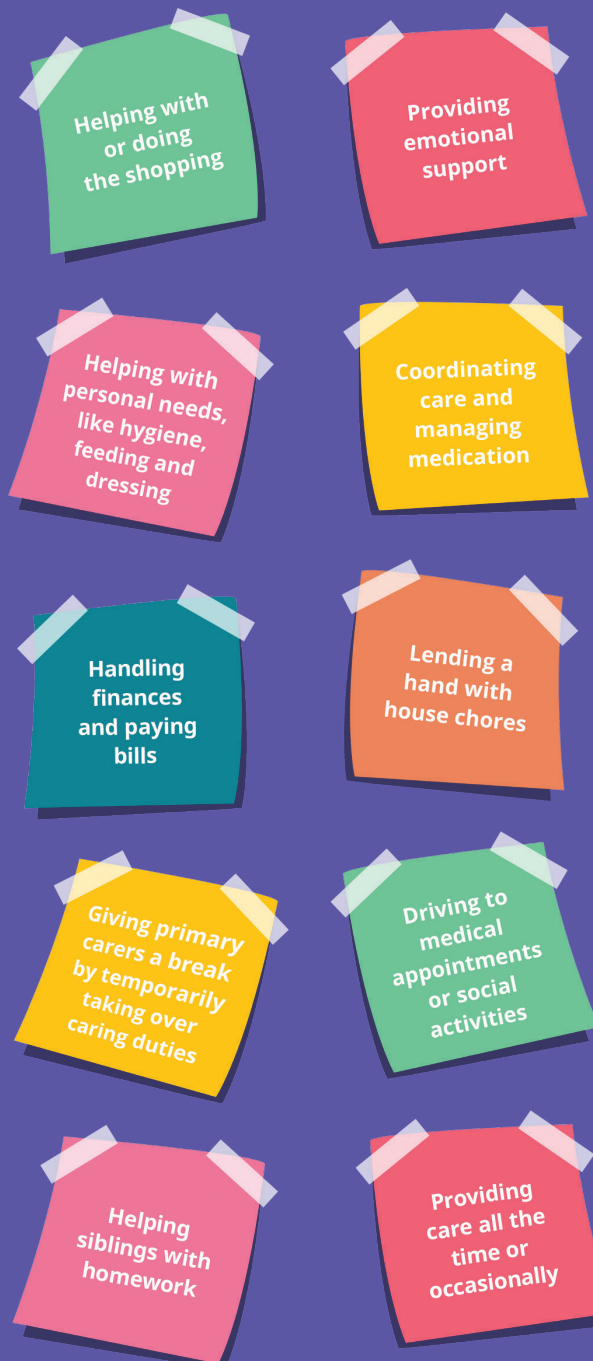 Helping with
or doing
the shopping
Providing
emotional
support
Helping with
personal needs,
like hygiene,
feeding and
dressing
Coordinating
care and
managing
medication
Handling
finances
and paying
bills
Lending a
hand with
house chores
Giving primary
carers a break
by temporarily
taking over
caring duties
Driving to
medical
appointments
or social
activities
Helping
siblings with
homework
Providing
care all the
time or
occasionally